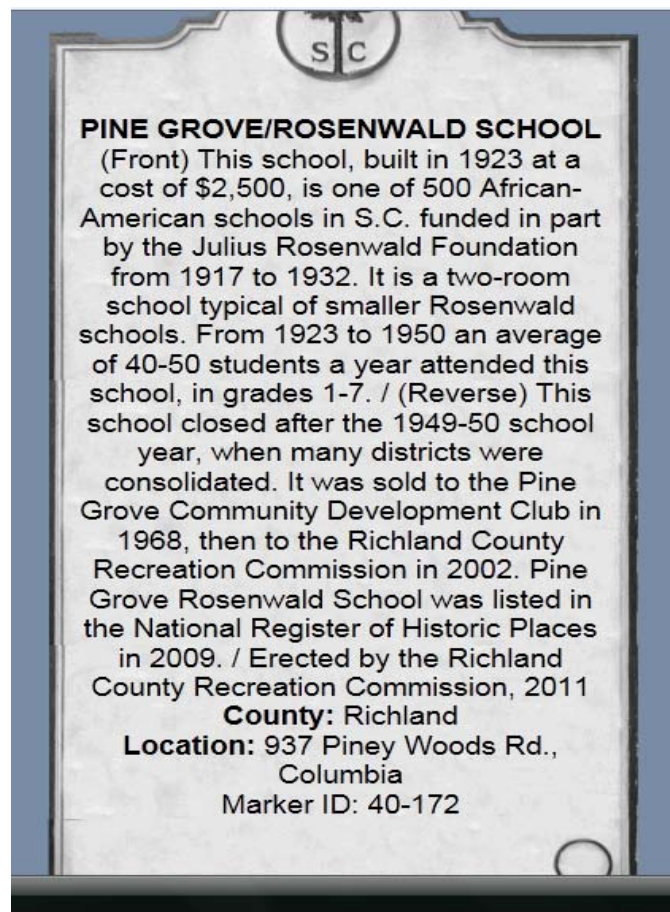 S C
PINE GROVE/ROSENWALD SCHOOL
(Front) This school, built in 1923 at a
cost of $2,500, is one of 500 African-
American schools in S.C. funded in part
by the Julius Rosenwald Foundation
from 1917 to 1932. It is a two-room
school typical of smaller Rosenwald
schools. From 1923 to 1950 an average
of 40-50 students a year attended this
school, in grades 1-7. / (Reverse) This
school closed after the 1949-50 school
year, when many districts were
consolidated. It was sold to the Pine
Grove Community Development Club in
1968, then to the Richland County
Recreation Commission in 2002. Pine
Grove Rosenwald School was listed in
the National Register of Historic Places
in 2009. / Erected by the Richland
County Recreation Commission, 2011
County: Richland
Location: 937 Piney Woods Rd.,
Columbia
Marker ID: 40-172